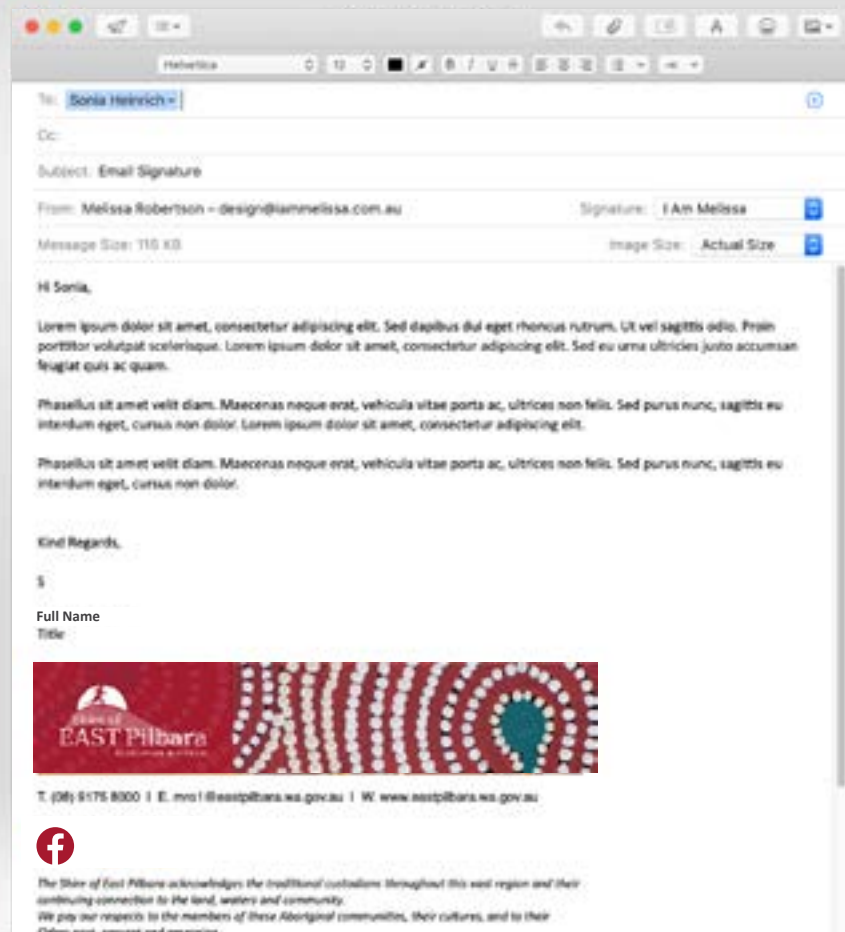 Helvetica 12 B I U
To: Sonia Heinrich
Cc:
Subject: Email Signature
From: Melissa Robertson – design@iammelissa.com.au Signature: I Am Melissa
Message Size: 116 KB Image Size: Actual Size
Hi Sonia,
Lorem ipsum dolor sit amet, consectetur adipiscing elit. Sed dapibus dui eget rhoncus rutrum. Ut vel sagittis odio. Proin
porttitor volutpat scelerisque. Lorem ipsum dolor sit amet, consectetur adipiscing elit. Sed eu urna ultricies justo accumsan
feugiat quis ac quam.
Phasellus sit amet velit diam. Maecenas neque erat, vehicula vitae porta ac, ultrices non felis. Sed purus nunc, sagittis eu
interdum eget, cursus non dolor. Lorem ipsum dolor sit amet, consectetur adipiscing elit.
Phasellus sit amet velit diam. Maecenas neque erat, vehicula vitae porta ac, ultrices non felis. Sed purus nunc, sagittis eu
interdum eget, cursus non dolor.
Kind Regards,
S
Full Name
Title
SHIRE OF
EAST Pilbara
T. (08) 9175 8000 | E. | W. www.eastpilbara.wa.gov.au
The Shire of East Pilbara acknowledges the traditional custodians throughout this vast region and their
continuing connection to the land, waters and community.
We pay our respects to the members of these Aboriginal communities, their cultures, and to their
Elders past, present and emerging.